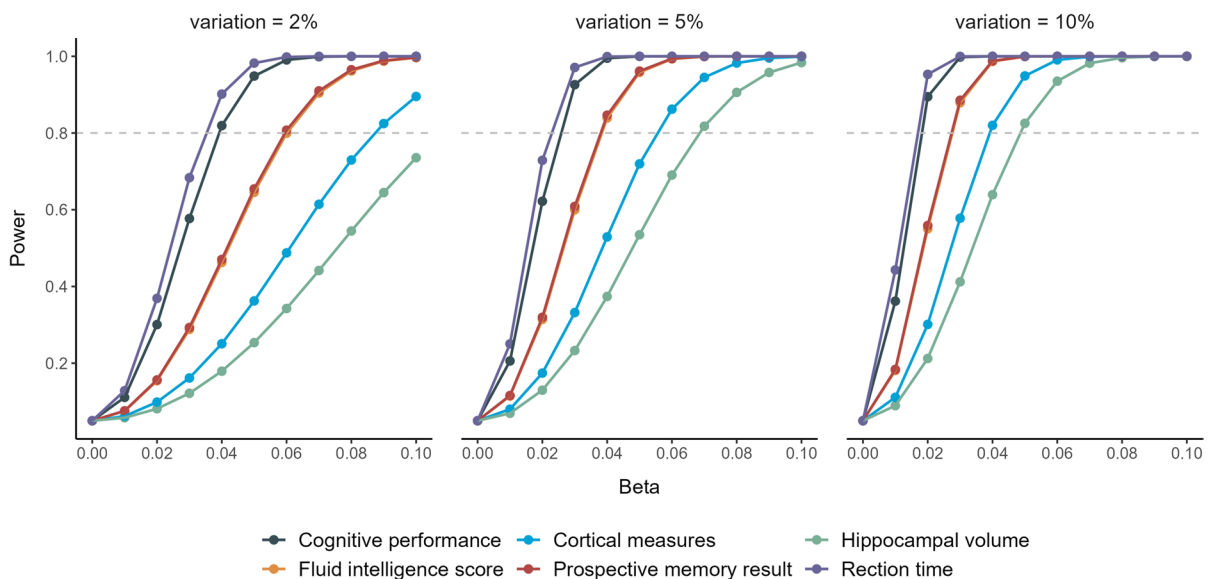 variation = 2% variation = 5% variation = 10%
1.0
0.8
0.6
0.4
0.2
Power
0.00 0.02 0.04 0.06 0.08 0.10 0.00 0.02 0.04 0.06 0.08 0.10 0.00 0.02 0.04 0.06 0.08 0.10
Beta
Cognitive performance Cortical measures Hippocampal volume
Fluid intelligence score Prospective memory result Rection time